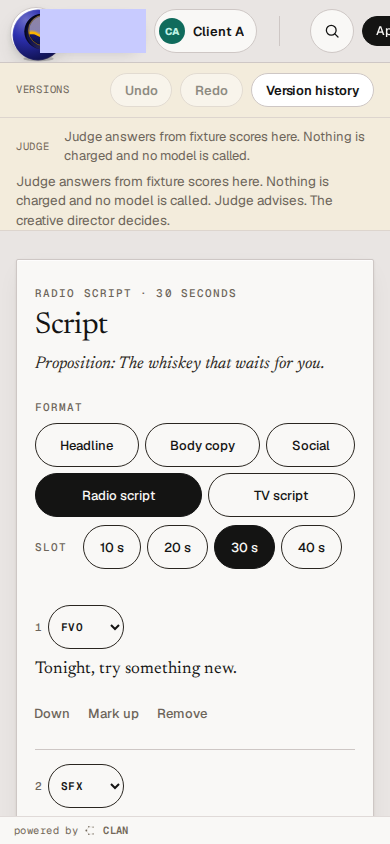 CA Client A
Ap
VERSIONS Undo Redo Version history
JUDGE Judge answers from fixture scores here. Nothing is
charged and no model is called.
Judge answers from fixture scores here. Nothing is
charged and no model is called. Judge advises. The
creative director decides.
RADIO SCRIPT · 30 SECONDS
Script
Proposition: The whiskey that waits for you.
FORMAT
Headline Body copy Social
Radio script TV script
SLOT 10 s 20 s 30 s 40 s
1 FVO
Tonight, try something new.
Down Mark up Remove
2 SFX
powered by CLAN